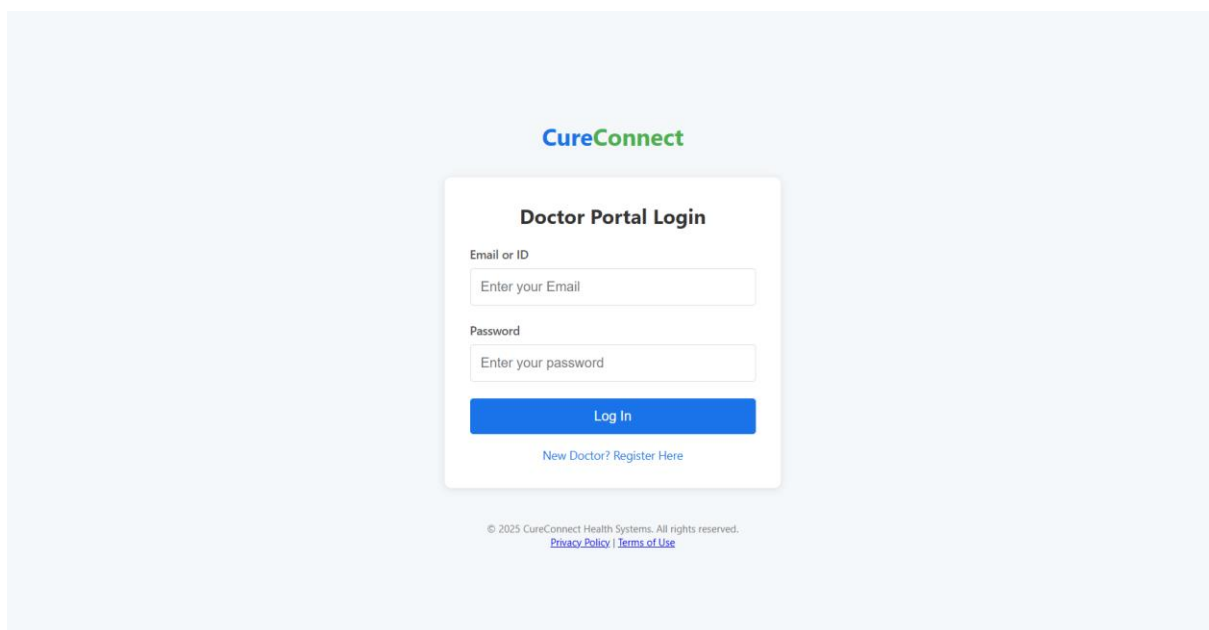 CureConnect
Doctor Portal Login
Email or ID
Enter your Email
Password
Enter your password
Log In
New Doctor? Register Here
© 2025 CureConnect Health Systems. All rights reserved.
Privacy Policy | Terms of Use